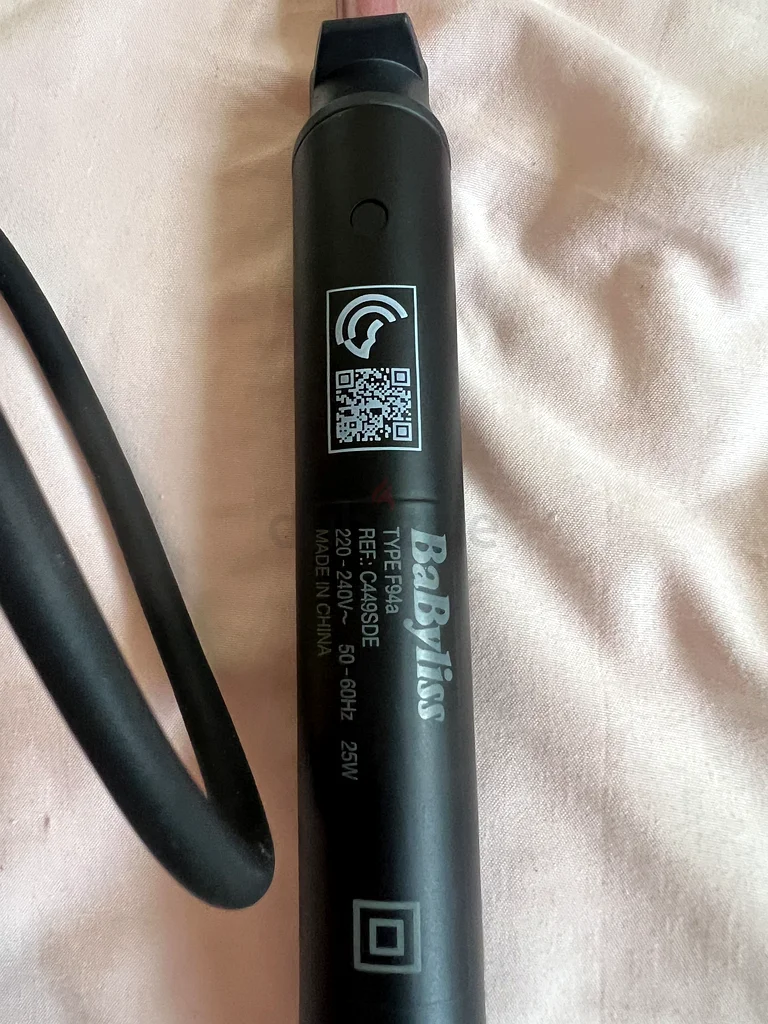 BaByliss
TYPE F94a
REF.: C449SDE
220-240V~ 50-60Hz 25W
MADE IN CHINA